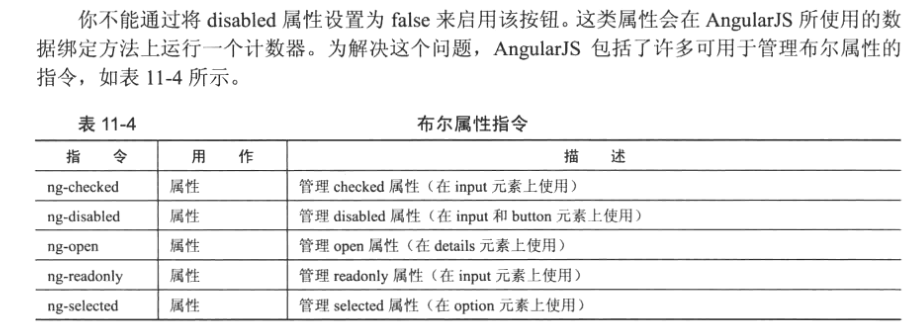 你不能通过将 disabled 属性设置为 false 来启用该按钮。这类属性会在 AngularJS 所使用的数
据绑定方法上运行一个计数器。为解决这个问题，AngularJS 包括了许多可用于管理布尔属性的
指令，如表 11-4 所示。
表 11-4 布尔属性指令
指 令 用 作 描 述
ng-checked 属性 管理 checked 属性（在 input 元素上使用）
ng-disabled 属性 管理 disabled 属性（在 input 和 button 元素上使用）
ng-open 属性 管理 open 属性（在 details 元素上使用）
ng-readonly 属性 管理 readonly 属性（在 input 元素上使用）
ng-selected 属性 管理 selected 属性（在 option 元素上使用）